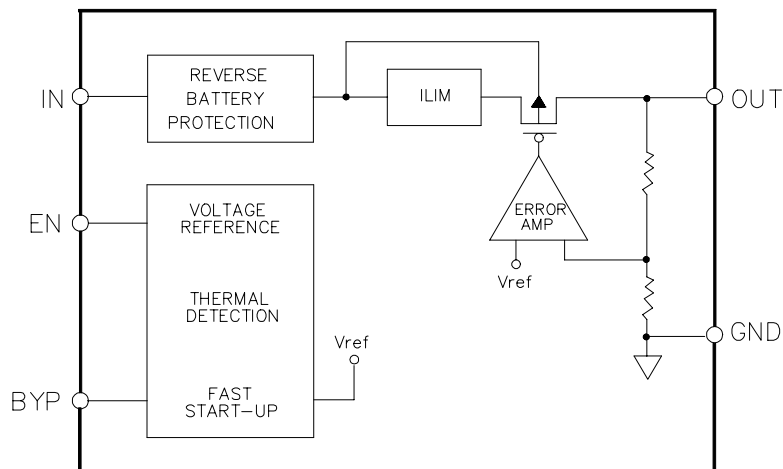 REVERSE
BATTERY
PROTECTION
ILIM
IN
OUT
VOLTAGE
REFERENCE
EN
ERROR
AMP
Vref
THERMAL
DETECTION
GND
Vref
FAST
START-UP
BYP